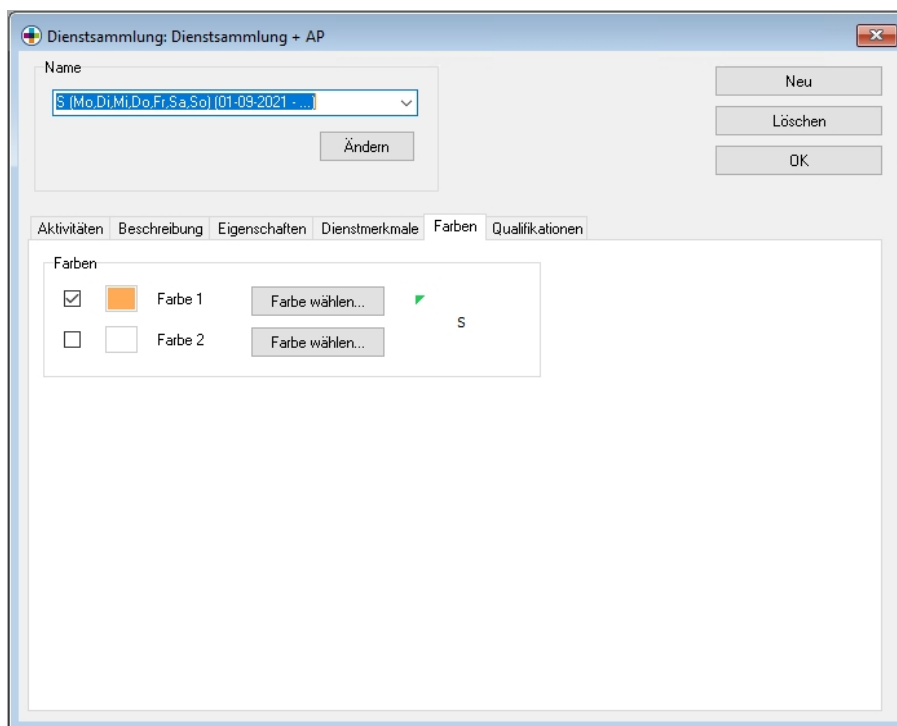 Dienstsammlung: Dienstsammlung + AP
Name
S (Mo,Di,Mi,Do,Fr,Sa,So) (01-09-2021 - ...)
Ändern
Neu
Löschen
OK
Aktivitäten Beschreibung Eigenschaften Dienstmerkmale Farben Qualifikationen
Farben
Farbe 1 Farbe wählen...
S
Farbe 2 Farbe wählen...